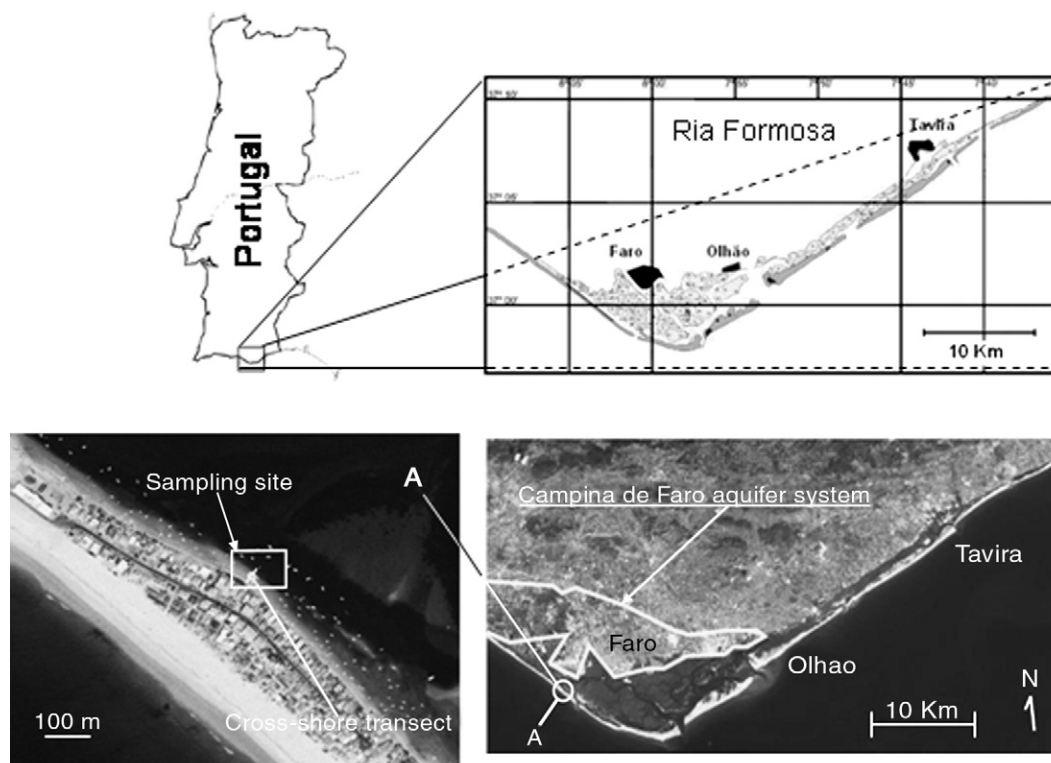 Portugal
Ria Formosa
Tavira
Faro
Olhão
10 Km
Sampling site
A
Cross-shore transect
100 m
Campina de Faro aquifer system
Tavira
Faro
Olhao
N
10 Km
A